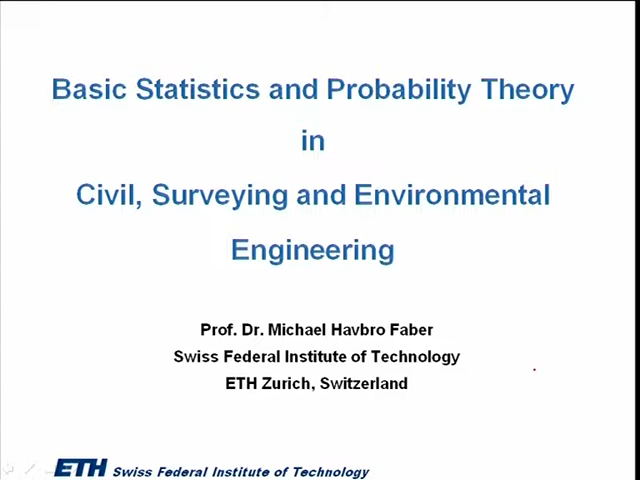 Basic Statistics and Probability Theory
in
Civil, Surveying and Environmental
Engineering
Prof. Dr. Michael Havbro Faber
Swiss Federal Institute of Technology
ETH Zurich, Switzerland
ETH Swiss Federal Institute of Technology